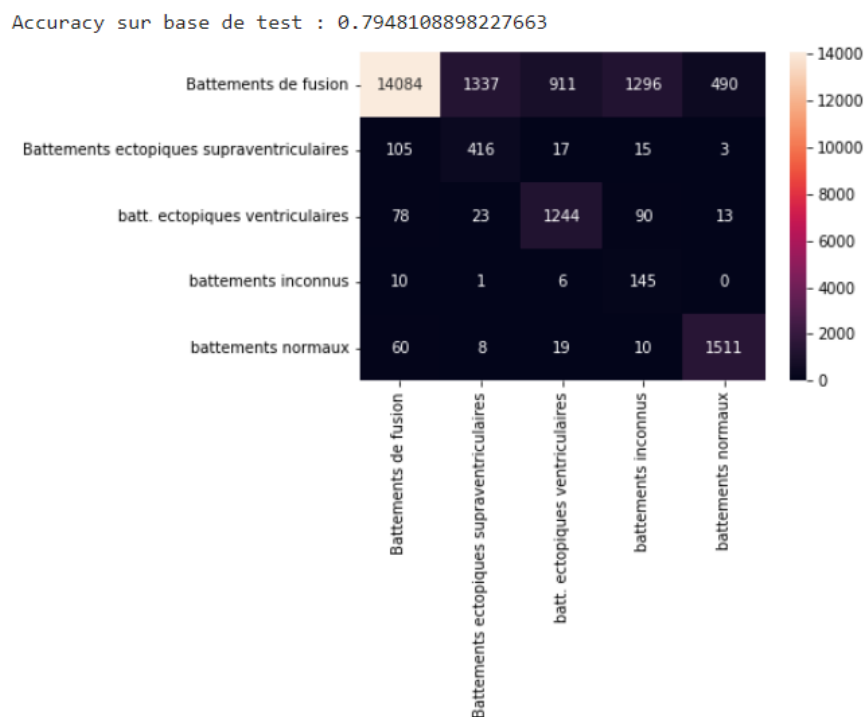 Accuracy sur base de test : 0.7948108898227663
Battements de fusion
14084 1337 911 1296 490
Battements ectopiques supraventriculaires
105 416 17 15 3
batt. ectopiques ventriculaires
78 23 1244 90 13
battements inconnus
10 1 6 145 0
battements normaux
60 8 19 10 1511
14000
12000
10000
8000
6000
4000
2000
0
Battements de fusion
Battements ectopiques supraventriculaires
batt. ectopiques ventriculaires
battements inconnus
battements normaux